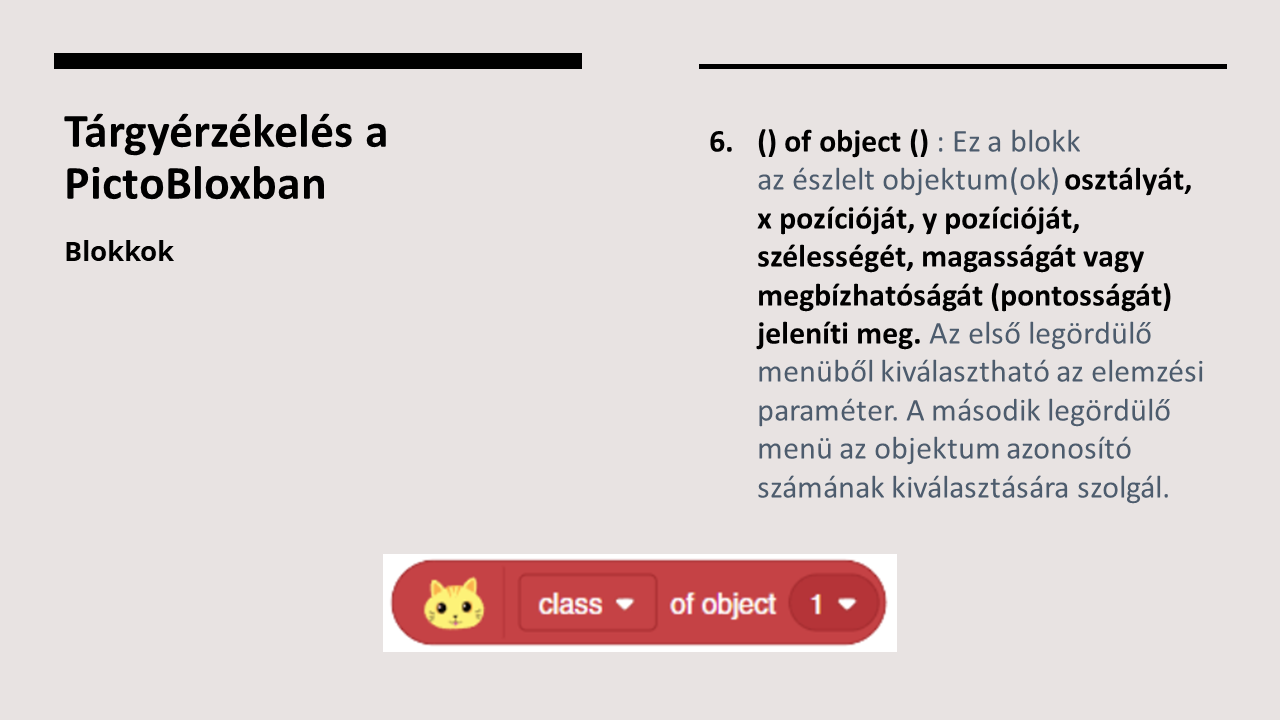 Tárgyérzékelés a
PictoBloxban
Blokkok
6. () of object () : Ez a blokk
az észlelt objektum(ok) osztályát,
x pozícióját, y pozícióját,
szélességét, magasságát vagy
megbízhatóságát (pontosságát)
jeleníti meg. Az első legördülő
menüből kiválasztható az elemzési
paraméter. A második legördülő
menü az objektum azonosító
számának kiválasztására szolgál.
class of object 1